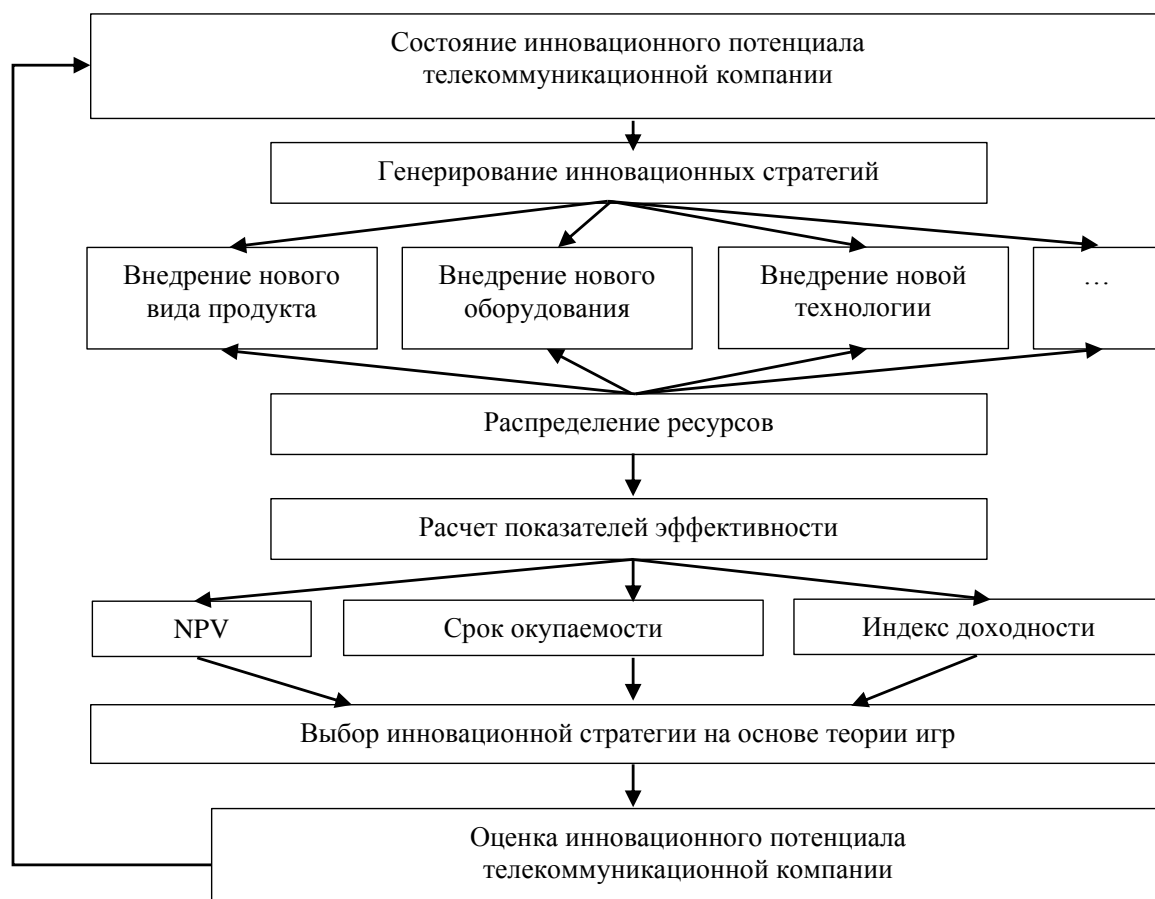 Состояние инновационного потенциала
телекоммуникационной компании
Генерирование инновационных стратегий
Внедрение нового
вида продукта
Внедрение нового
оборудования
Внедрение новой
технологии
…
Распределение ресурсов
Расчет показателей эффективности
NPV
Срок окупаемости
Индекс доходности
Выбор инновационной стратегии на основе теории игр
Оценка инновационного потенциала
телекоммуникационной компании